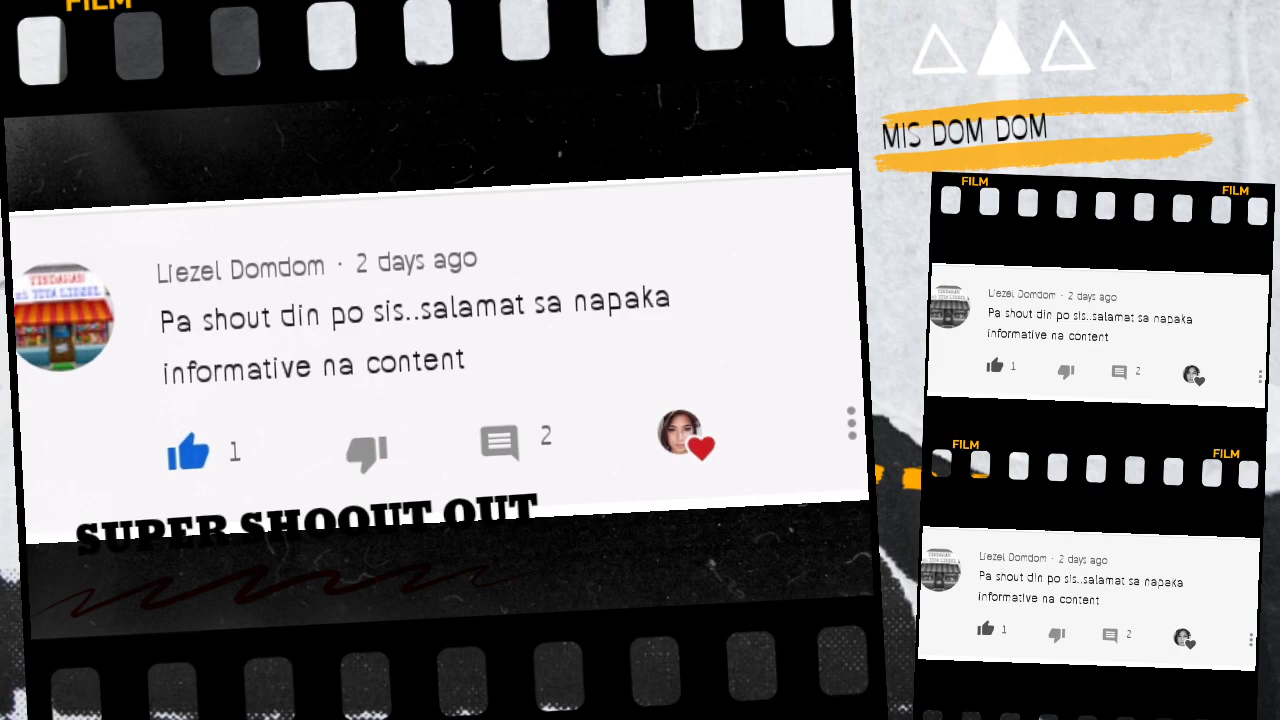 FILM
Liezel Domdom · 2 days ago
Pa shout din po sis..salamat sa napaka
informative na content
1
2
SUPER SHOOUT OUT
MIS DOM DOM
FILM
FILM
Liezel Domdom · 2 days ago
Pa shout din po sis..salamat sa napaka
informative na content
1
2
FILM
FILM
Liezel Domdom · 2 days ago
Pa shout din po sis..salamat sa napaka
informative na content
1
2